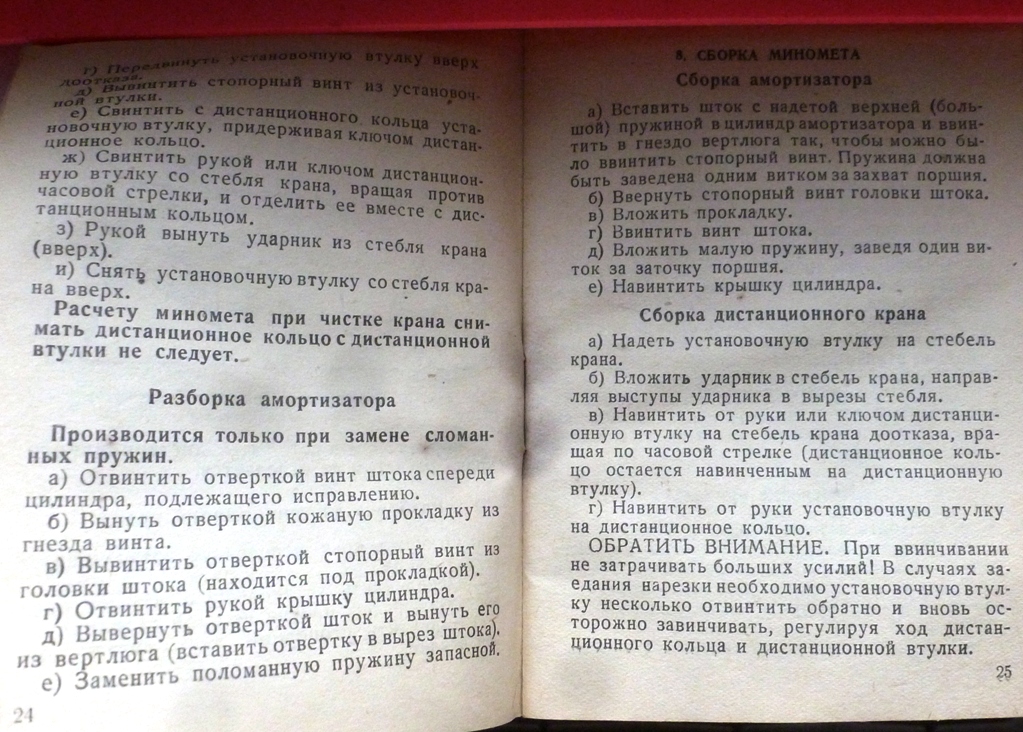 г) Передвинуть установочную втулку вверх
доотказа.
д) Вывинтить стопорный винт из установоч-
ной втулки.
е) Свинтить с дистанционного кольца уста-
новочную втулку, придерживая ключом дистан-
ционное кольцо.
ж) Свинтить рукой или ключом дистанцион-
ную втулку со стебля крана, вращая против
часовой стрелки, и отделить ее вместе с дис-
танционным кольцом.
з) Рукой вынуть ударник из стебля крана
(вверх).
и) Снять установочную втулку со стебля кра-
на вверх.
Расчету миномета при чистке крана сни-
мать дистанционное кольцо с дистанционной
втулки не следует.
Разборка амортизатора
Производится только при замене сломан-
ных пружин.
а) Отвинтить отверткой винт штока спереди
цилиндра, подлежащего исправлению.
б) Вынуть отверткой кожаную прокладку из
гнезда винта.
в) Вывинтить отверткой стопорный винт из
головки штока (находится под прокладкой).
г) Отвинтить рукой крышку цилиндра.
д) Вывернуть отверткой шток и вынуть его
из вертлюга (вставить отвертку в вырез штока).
е) Заменить поломанную пружину запасной.
24
8. СБОРКА МИНОМЕТА
Сборка амортизатора
а) Вставить шток с надетой верхней (боль-
шой) пружиной в цилиндр амортизатора и ввин-
тить в гнездо вертлюга так, чтобы можно бы-
ло ввинтить стопорный винт. Пружина должна
быть заведена одним витком за захват поршня.
б) Ввернуть стопорный винт головки штока.
в) Вложить прокладку.
г) Ввинтить винт штока.
д) Вложить малую пружину, заведя один ви-
ток за заточку поршня.
е) Навинтить крышку цилиндра.
Сборка дистанционного крана
а) Надеть установочную втулку на стебель
крана.
б) Вложить ударник в стебель крана, направ-
ляя выступы ударника в вырезы стебля.
в) Навинтить от руки или ключом дистанци-
онную втулку на стебель крана доотказа, вра-
щая по часовой стрелке (дистанционное коль-
цо остается навинченным на дистанционную
втулку).
г) Навинтить от руки установочную втулку
на дистанционное кольцо.
ОБРАТИТЬ ВНИМАНИЕ. При ввинчивании
не затрачивать больших усилий! В случаях за-
едания нарезки необходимо установочную втул-
ку несколько отвинтить обратно и вновь ос-
торожно завинчивать, регулируя ход дистан-
ционного кольца и дистанционной втулки.
25